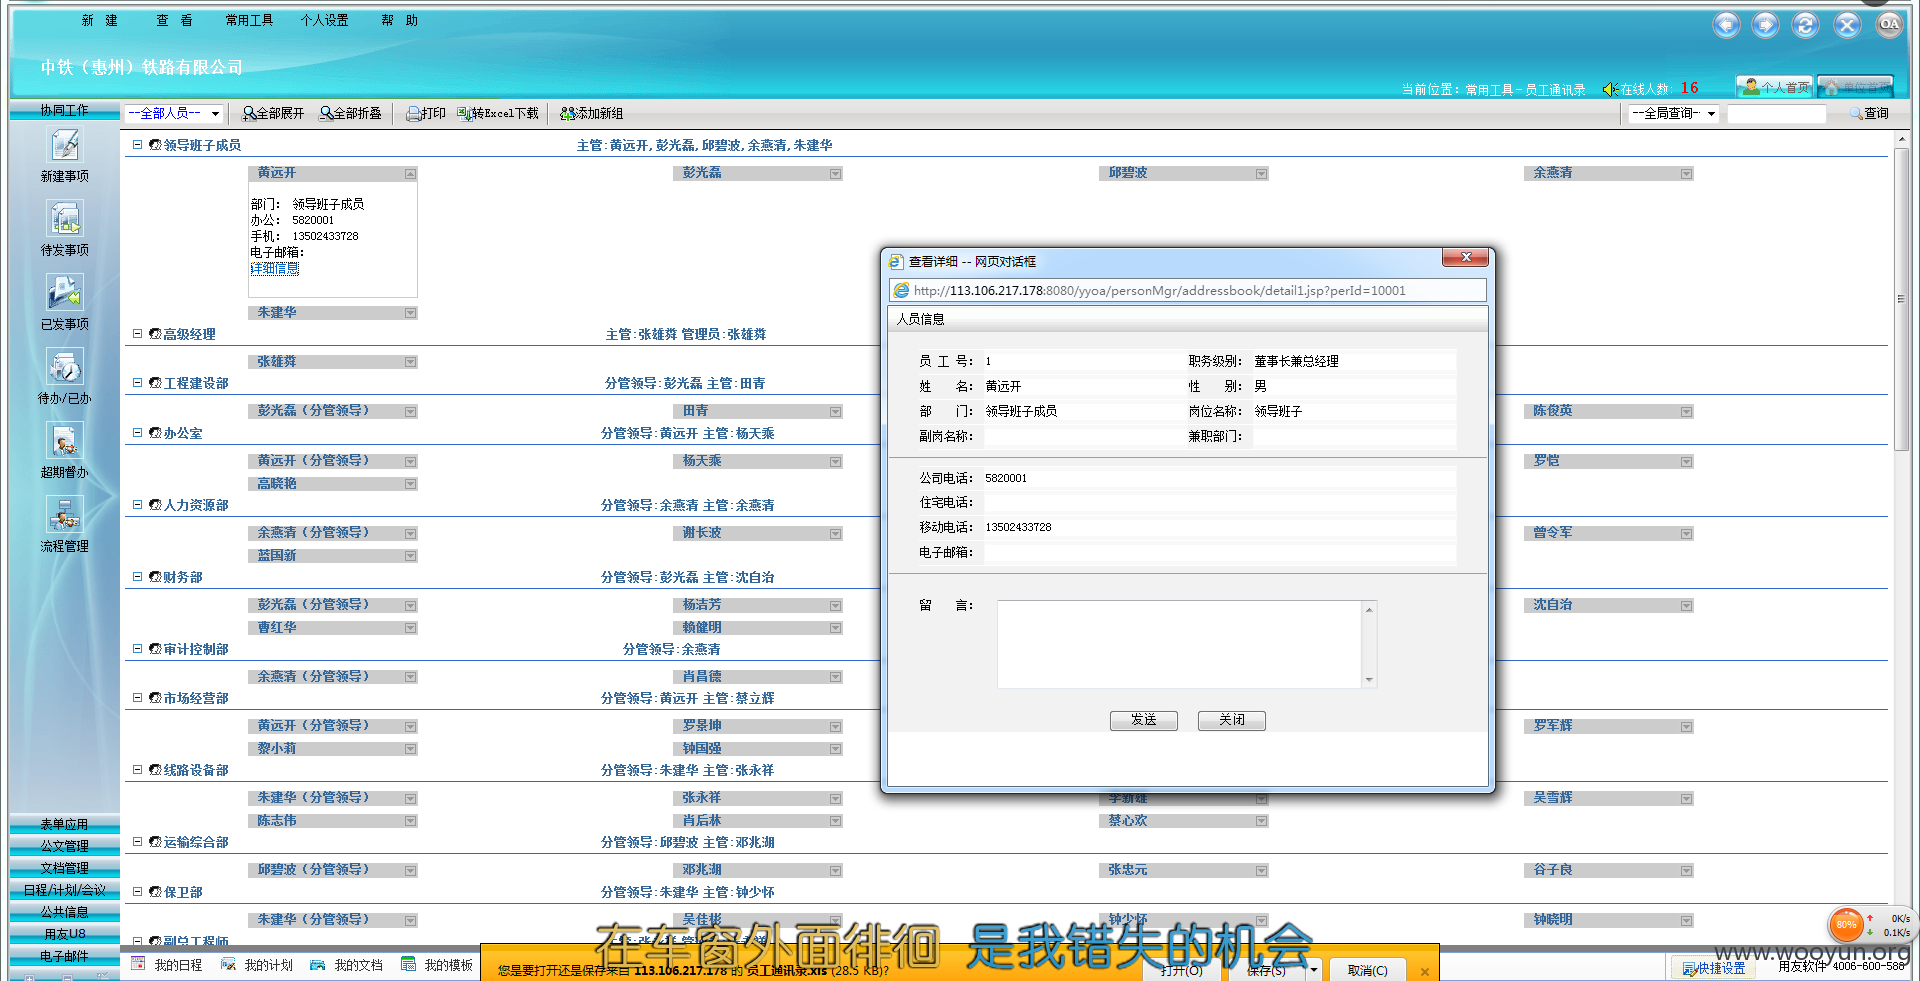 新 建 查 看 常用工具 个人设置 帮 助
中铁（惠州）铁路有限公司
当前位置：常用工具－员工通讯录 在线人数：16 个人首页 单位首页
协同工作 --全部人员-- 全部展开 全部折叠 打印 转Excel下载 添加新组 --全局查询- 查询
新建事项
待发事项
已发事项
待办/已办
超期督办
流程管理
表单应用
公文管理
文档管理
日程/计划/会议
公共信息
用友U8
电子邮件
领导班子成员 主管:黄远开,彭光磊,邱碧波,余燕清,朱建华
黄远开 彭光磊 邱碧波 余燕清
部门： 领导班子成员
办公： 5820001
手机： 13502433728
电子邮箱：
详细信息
朱建华
高级经理 主管:张雄粦 管理员:张雄粦
张雄粦
工程建设部 分管领导:彭光磊 主管:田青
彭光磊（分管领导） 田青 陈俊英
办公室 分管领导:黄远开 主管:杨天乘
黄远开（分管领导） 杨天乘 罗恺
高晓艳
人力资源部 分管领导:余燕清 主管:余燕清
余燕清（分管领导） 谢长波 曾令军
蓝国新
财务部 分管领导:彭光磊 主管:沈自治
彭光磊（分管领导） 杨洁芳 沈自治
曹红华 赖健明
审计控制部 分管领导:余燕清
余燕清（分管领导） 肖昌德
市场经营部 分管领导:黄远开 主管:蔡立辉
黄远开（分管领导） 罗景坤 罗军辉
黎小莉 钟国强
线路设备部 分管领导:朱建华 主管:张永祥
朱建华（分管领导） 张永祥 李新雄 吴雪辉
陈志伟 肖后林 蔡心欢
运输综合部 分管领导:邱碧波 主管:邓兆湖
邱碧波（分管领导） 邓兆湖 张忠元 谷子良
保卫部 分管领导:朱建华 主管:钟少怀
朱建华（分管领导） 吴佳彬 钟少怀 钟晓明
副总工程师
查看详细 -- 网页对话框
http://113.106.217.178:8080/yyoa/personMgr/addressbook/detail1.jsp?perId=10001
人员信息
员 工 号： 1 职务级别： 董事长兼总经理
姓 名： 黄远开 性 别： 男
部 门： 领导班子成员 岗位名称： 领导班子
副岗名称： 兼职部门：
公司电话： 5820001
住宅电话：
移动电话： 13502433728
电子邮箱：
留 言：
发送 关闭
在车窗外面徘徊 是我错失的机会
我的日程 我的计划 我的文档 我的模板
您是要打开还是保存来自 113.106.217.178 的 员工通讯录.xls (28.5 KB)?
打开(O) 保存(S) 取消(C)
80% 0K/s
0.1K/s
www.wooyun.org
快捷设置 用友软件 4006-600-588